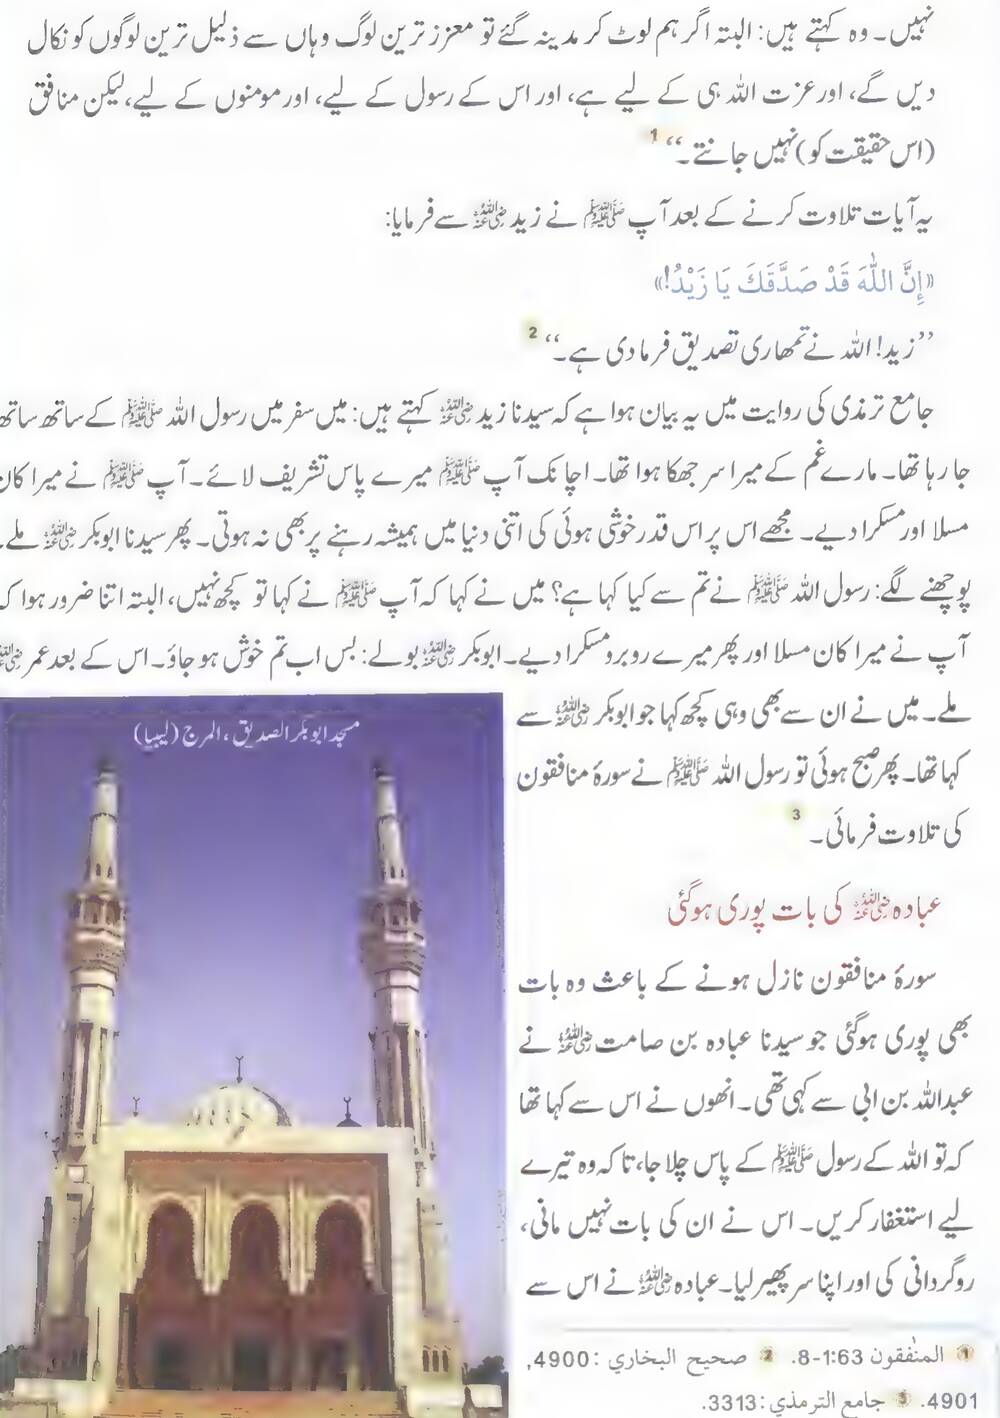 نہیں۔ وہ کہتے ہیں: البتہ اگر ہم لوٹ کر مدینہ گئے تو معزز ترین لوگ وہاں سے ذلیل ترین لوگوں کو نکال
دیں گے، اور عزت اللہ ہی کے لیے ہے، اور اس کے رسول کے لیے، اور مومنوں کے لیے، لیکن منافق
(اس حقیقت کو) نہیں جانتے۔‘‘ 1
یہ آیات تلاوت کرنے کے بعد آپ ﷺ نے زید رضی اللہ عنہ سے فرمایا:
«إِنَّ اللّٰهَ قَدْ صَدَّقَكَ يَا زَيْدُ!»
’’زید! اللہ نے تمھاری تصدیق فرما دی ہے۔‘‘ 2
جامع ترمذی کی روایت میں یہ بیان ہوا ہے کہ سیدنا زید رضی اللہ عنہ کہتے ہیں: میں سفر میں رسول اللہ ﷺ کے ساتھ ساتھ
جا رہا تھا۔ مارے غم کے میرا سر جھکا ہوا تھا۔ اچانک آپ ﷺ میرے پاس تشریف لائے۔ آپ ﷺ نے میرا کان
مسلا اور مسکرا دیے۔ مجھے اس پر اس قدر خوشی ہوئی کی اتنی دنیا میں ہمیشہ رہنے پر بھی نہ ہوتی۔ پھر سیدنا ابوبکر رضی اللہ عنہ ملے۔
پوچھنے لگے: رسول اللہ ﷺ نے تم سے کیا کہا ہے؟ میں نے کہا کہ آپ ﷺ نے کہا تو کچھ نہیں، البتہ اتنا ضرور ہوا کہ
آپ نے میرا کان مسلا اور پھر میرے روبرو مسکرا دیے۔ ابوبکر رضی اللہ عنہ بولے: بس اب تم خوش ہو جاؤ۔ اس کے بعد عمر رضی اللہ عنہ
ملے۔ میں نے ان سے بھی وہی کچھ کہا جو ابوبکر رضی اللہ عنہ سے
کہا تھا۔ پھر صبح ہوئی تو رسول اللہ ﷺ نے سورۂ منافقون
کی تلاوت فرمائی۔ 3
مسجد ابوبکر الصدیق، المرج (لیبیا)
عبادہ رضی اللہ عنہ کی بات پوری ہوگئی
سورۂ منافقون نازل ہونے کے باعث وہ بات
بھی پوری ہوگئی جو سیدنا عبادہ بن صامت رضی اللہ عنہ نے
عبداللہ بن ابی سے کہی تھی۔ انھوں نے اس سے کہا تھا
کہ تو اللہ کے رسول ﷺ کے پاس چلا جا، تاکہ وہ تیرے
لیے استغفار کریں۔ اس نے ان کی بات نہیں مانی،
روگردانی کی اور اپنا سر پھیر لیا۔ عبادہ رضی اللہ عنہ نے اس سے
1 المنٰفقون 63:1-8. 2 صحيح البخاري: 4900,
4901. 3 جامع الترمذي: 3313.